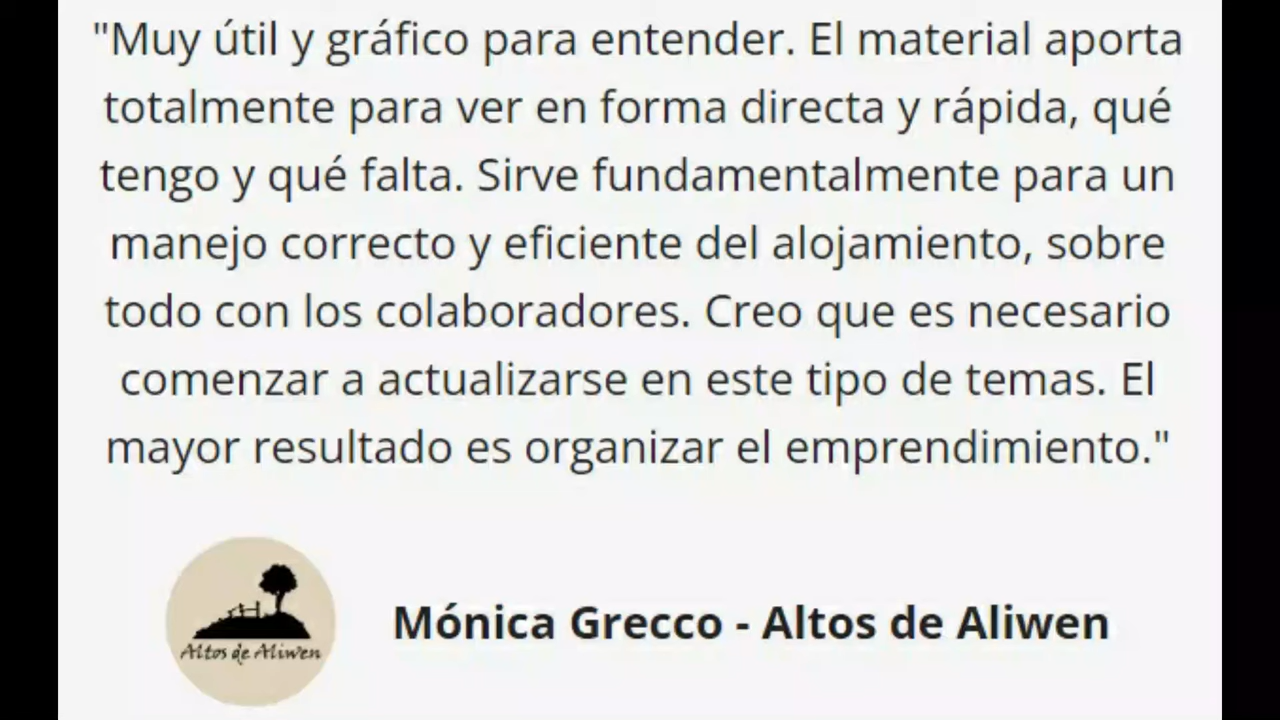 "Muy útil y gráfico para entender. El material aporta
totalmente para ver en forma directa y rápida, qué
tengo y qué falta. Sirve fundamentalmente para un
manejo correcto y eficiente del alojamiento, sobre
todo con los colaboradores. Creo que es necesario
comenzar a actualizarse en este tipo de temas. El
mayor resultado es organizar el emprendimiento."
Mónica Grecco - Altos de Aliwen
Altos de Aliwen